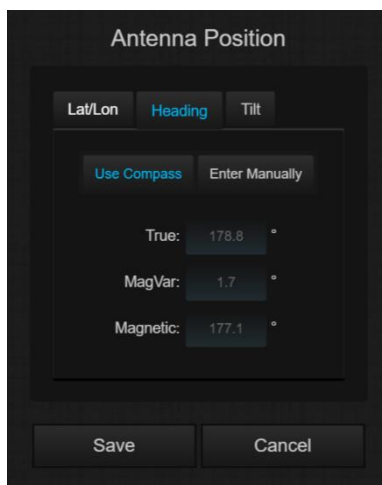 Antenna Position
Lat/Lon Heading Tilt
Use Compass Enter Manually
True: 178.8 °
MagVar: 1.7 °
Magnetic: 177.1 °
Save Cancel